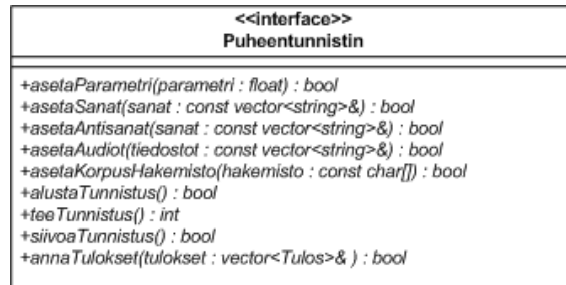 <<interface>>
Puheentunnistin
+asetaParametri(parametri : float) : bool
+asetaSanat(sanat : const vector<string>&) : bool
+asetaAntisanat(sanat : const vector<string>&) : bool
+asetaAudiot(tiedostot : const vector<string>&) : bool
+asetaKorpusHakemisto(hakemisto : const char[]) : bool
+alustaTunnistus() : bool
+teeTunnistus() : int
+siivoaTunnistus() : bool
+annaTulokset(tulokset : vector<Tulos>& ) : bool